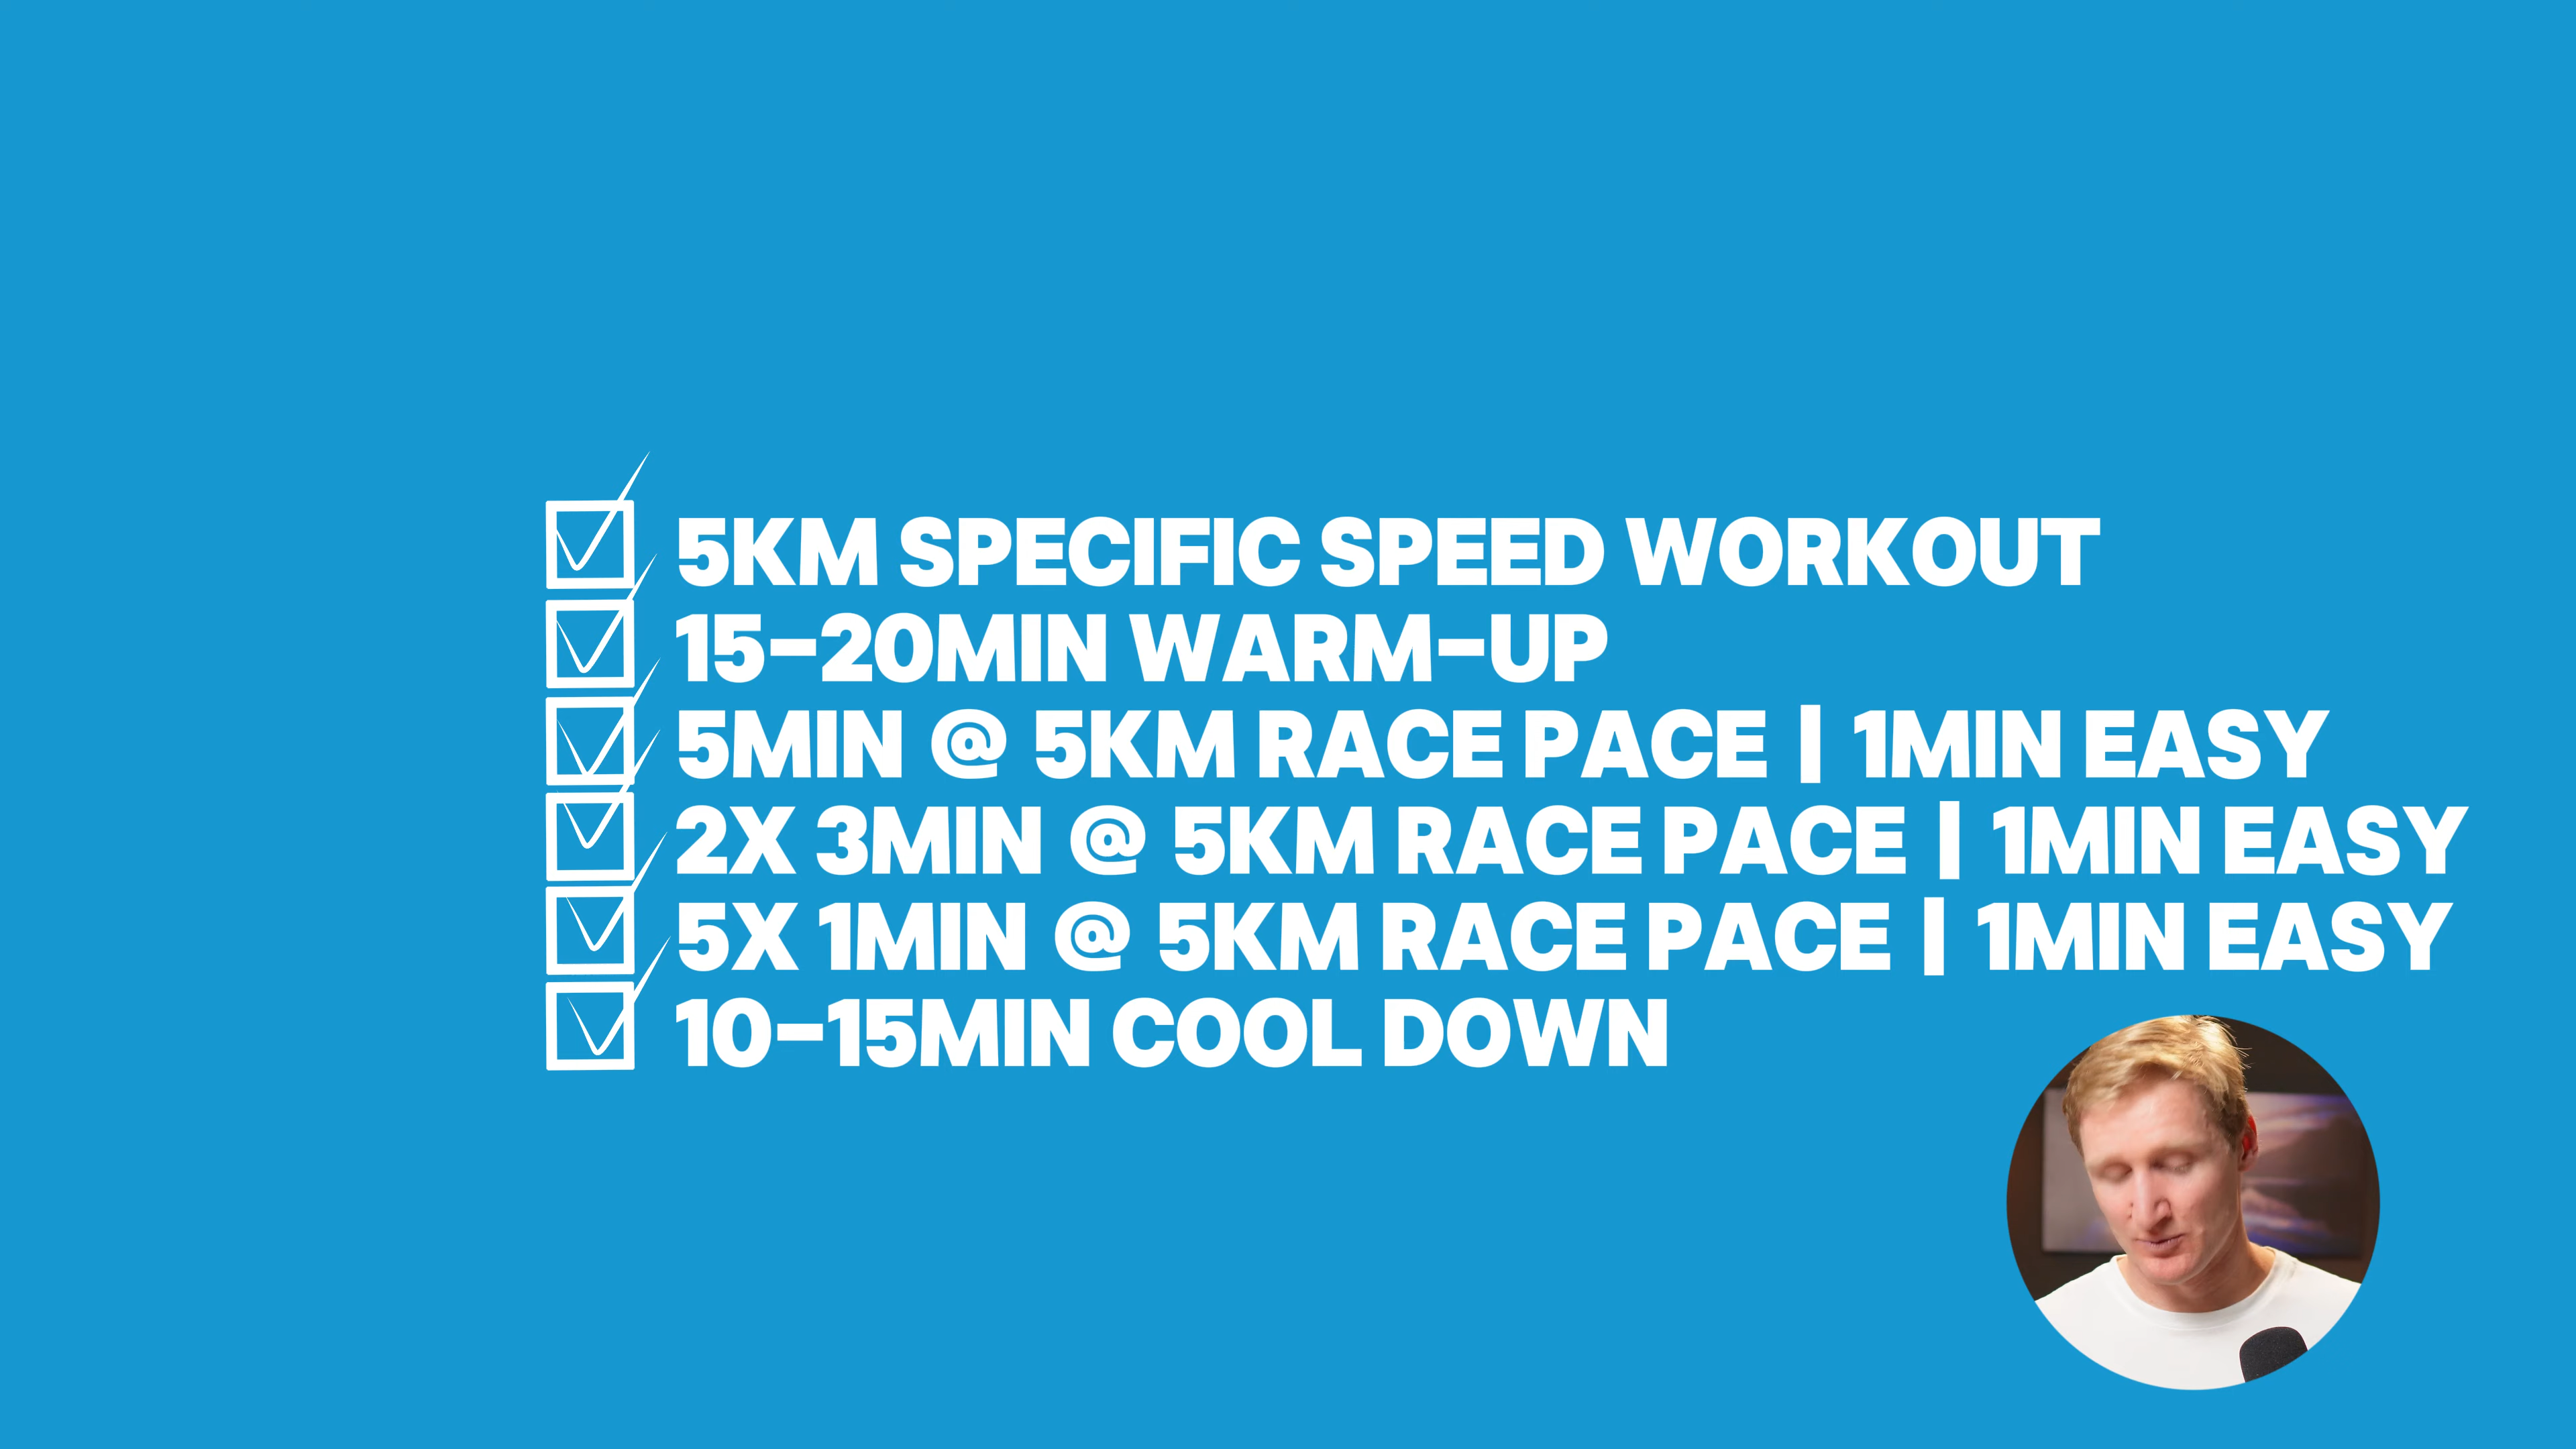 5KM SPECIFIC SPEED WORKOUT
15-20MIN WARM-UP
5MIN @ 5KM RACE PACE | 1MIN EASY
2X 3MIN @ 5KM RACE PACE | 1MIN EASY
5X 1MIN @ 5KM RACE PACE | 1MIN EASY
10-15MIN COOL DOWN